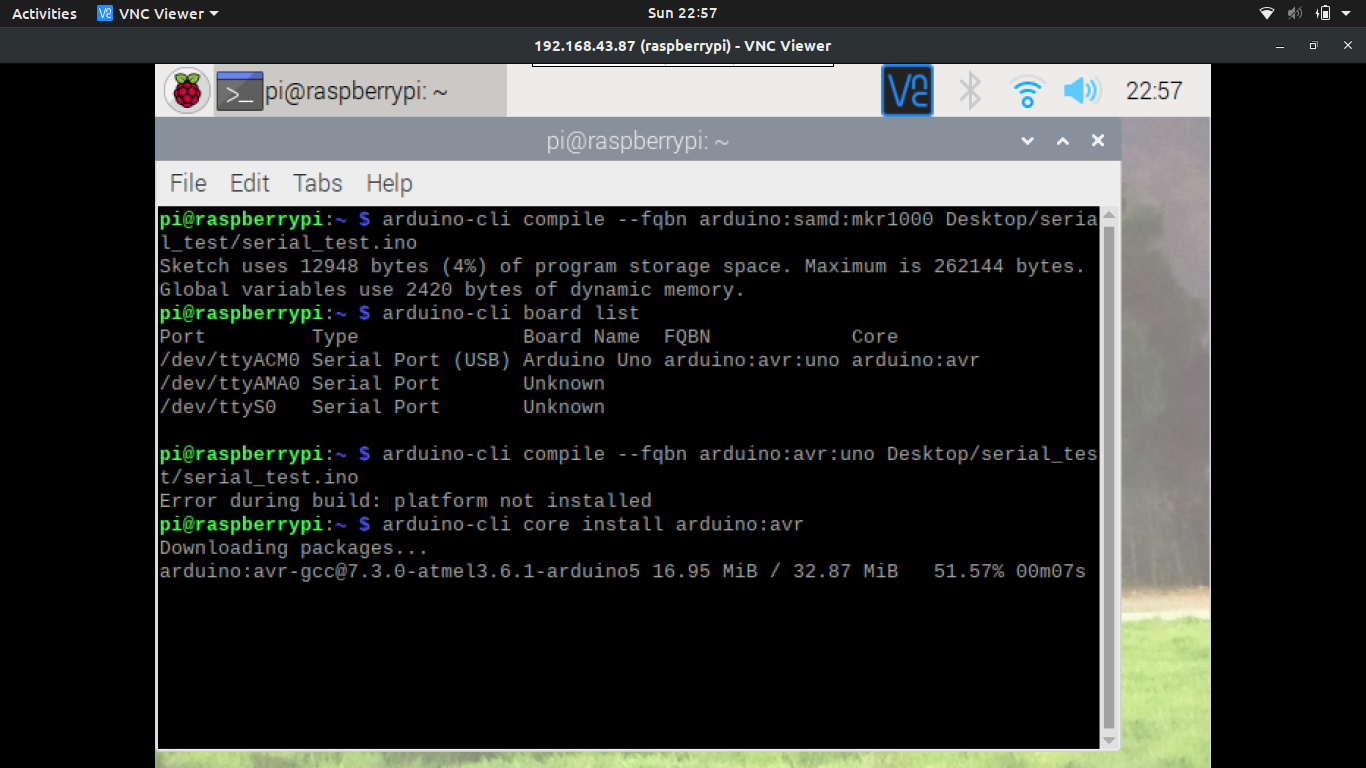 Activities VNC Viewer Sun 22:57
192.168.43.87 (raspberrypi) - VNC Viewer
pi@raspberrypi: ~ 22:57
pi@raspberrypi: ~
File Edit Tabs Help
pi@raspberrypi:~ $ arduino-cli compile --fqbn arduino:samd:mkr1000 Desktop/seria
l_test/serial_test.ino
Sketch uses 12948 bytes (4%) of program storage space. Maximum is 262144 bytes.
Global variables use 2420 bytes of dynamic memory.
pi@raspberrypi:~ $ arduino-cli board list
Port Type Board Name FQBN Core
/dev/ttyACM0 Serial Port (USB) Arduino Uno arduino:avr:uno arduino:avr
/dev/ttyAMA0 Serial Port Unknown
/dev/ttyS0 Serial Port Unknown
pi@raspberrypi:~ $ arduino-cli compile --fqbn arduino:avr:uno Desktop/serial_tes
t/serial_test.ino
Error during build: platform not installed
pi@raspberrypi:~ $ arduino-cli core install arduino:avr
Downloading packages...
arduino:avr-gcc@7.3.0-atmel3.6.1-arduino5 16.95 MiB / 32.87 MiB 51.57% 00m07s